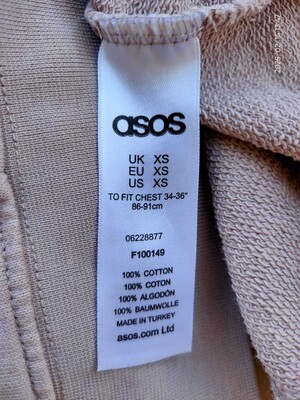 asos
UK XS
EU XS
US XS
TO FIT CHEST 34-36"
86-91cm
06228877
F100149
100% COTTON
100% COTON
100% ALGODÓN
100% BAUMWOLLE
MADE IN TURKEY
asos.com Ltd